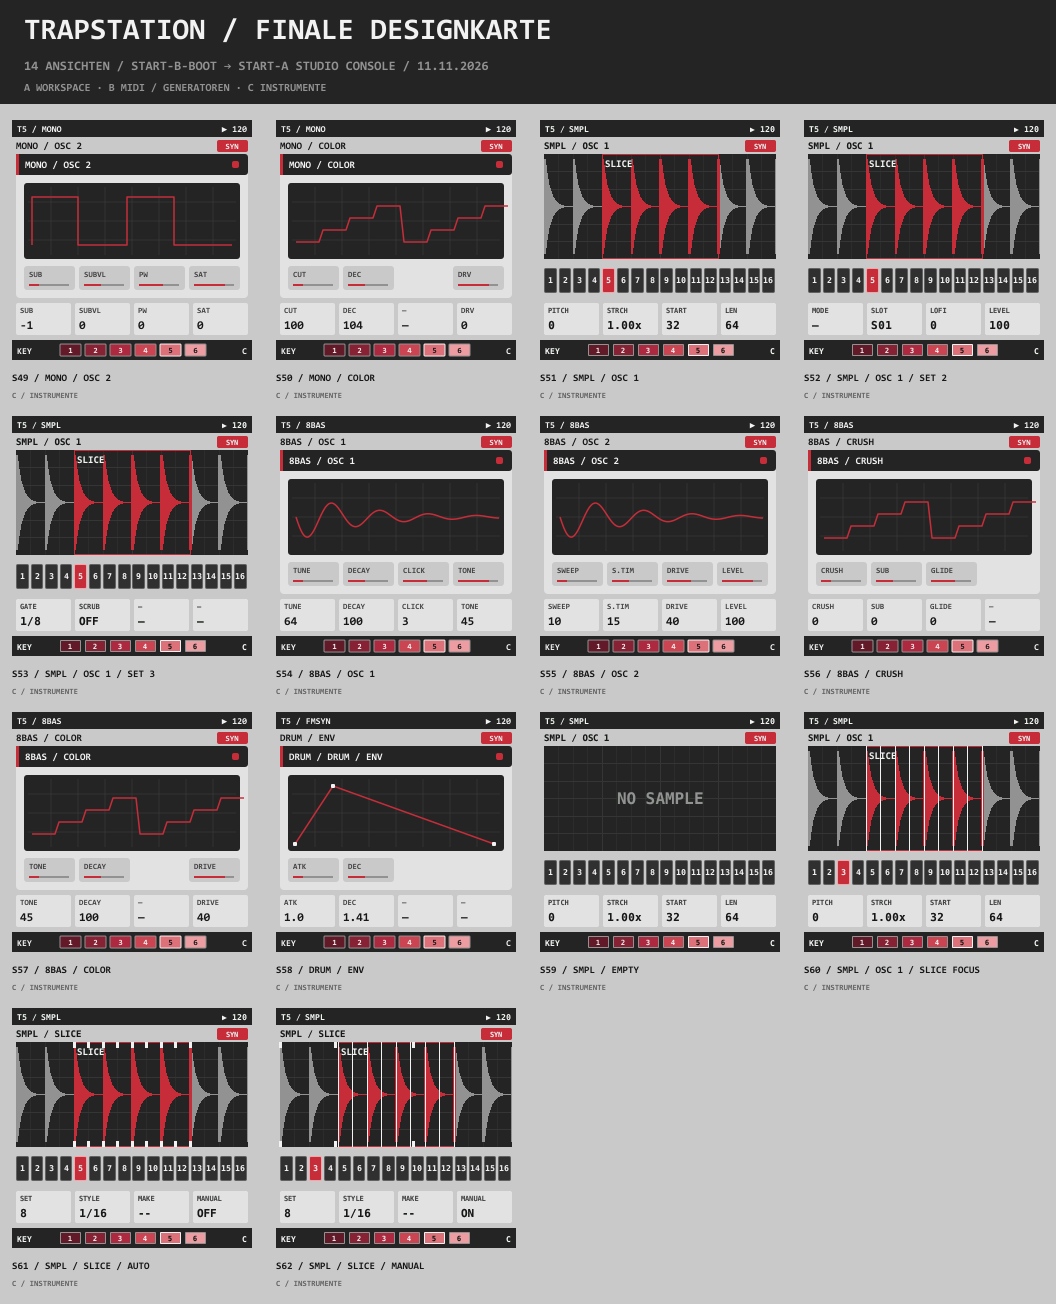 TRAPSTATION / FINALE DESIGNKARTE
14 ANSICHTEN / START-B-BOOT → START-A STUDIO CONSOLE / 11.11.2026
A WORKSPACE · B MIDI / GENERATOREN · C INSTRUMENTE
T5 / MONO ▶ 120
MONO / OSC 2 SYN
MONO / OSC 2
SUB SUBVL PW SAT
SUB SUBVL PW SAT
-1 0 0 0
KEY 1 2 3 4 5 6 C
S49 / MONO / OSC 2
C / INSTRUMENTE
T5 / MONO ▶ 120
MONO / COLOR SYN
MONO / COLOR
CUT DEC DRV
CUT DEC – DRV
100 104 – 0
KEY 1 2 3 4 5 6 C
S50 / MONO / COLOR
C / INSTRUMENTE
T5 / SMPL ▶ 120
SMPL / OSC 1 SYN
SLICE
1 2 3 4 5 6 7 8 9 10 11 12 13 14 15 16
PITCH STRCH START LEN
0 1.00x 32 64
KEY 1 2 3 4 5 6 C
S51 / SMPL / OSC 1
C / INSTRUMENTE
T5 / SMPL ▶ 120
SMPL / OSC 1 SYN
SLICE
1 2 3 4 5 6 7 8 9 10 11 12 13 14 15 16
MODE SLOT LOFI LEVEL
– S01 0 100
KEY 1 2 3 4 5 6 C
S52 / SMPL / OSC 1 / SET 2
C / INSTRUMENTE
T5 / SMPL ▶ 120
SMPL / OSC 1 SYN
SLICE
1 2 3 4 5 6 7 8 9 10 11 12 13 14 15 16
GATE SCRUB – –
1/8 OFF – –
KEY 1 2 3 4 5 6 C
S53 / SMPL / OSC 1 / SET 3
C / INSTRUMENTE
T5 / 8BAS ▶ 120
8BAS / OSC 1 SYN
8BAS / OSC 1
TUNE DECAY CLICK TONE
TUNE DECAY CLICK TONE
64 100 3 45
KEY 1 2 3 4 5 6 C
S54 / 8BAS / OSC 1
C / INSTRUMENTE
T5 / 8BAS ▶ 120
8BAS / OSC 2 SYN
8BAS / OSC 2
SWEEP S.TIM DRIVE LEVEL
SWEEP S.TIM DRIVE LEVEL
10 15 40 100
KEY 1 2 3 4 5 6 C
S55 / 8BAS / OSC 2
C / INSTRUMENTE
T5 / 8BAS ▶ 120
8BAS / CRUSH SYN
8BAS / CRUSH
CRUSH SUB GLIDE
CRUSH SUB GLIDE –
0 0 0 –
KEY 1 2 3 4 5 6 C
S56 / 8BAS / CRUSH
C / INSTRUMENTE
T5 / 8BAS ▶ 120
8BAS / COLOR SYN
8BAS / COLOR
TONE DECAY DRIVE
TONE DECAY – DRIVE
45 100 – 40
KEY 1 2 3 4 5 6 C
S57 / 8BAS / COLOR
C / INSTRUMENTE
T5 / FMSYN ▶ 120
DRUM / ENV SYN
DRUM / DRUM / ENV
ATK DEC
ATK DEC – –
1.0 1.41 – –
KEY 1 2 3 4 5 6 C
S58 / DRUM / ENV
C / INSTRUMENTE
T5 / SMPL ▶ 120
SMPL / OSC 1 SYN
NO SAMPLE
1 2 3 4 5 6 7 8 9 10 11 12 13 14 15 16
PITCH STRCH START LEN
0 1.00x 32 64
KEY 1 2 3 4 5 6 C
S59 / SMPL / EMPTY
C / INSTRUMENTE
T5 / SMPL ▶ 120
SMPL / OSC 1 SYN
SLICE
1 2 3 4 5 6 7 8 9 10 11 12 13 14 15 16
PITCH STRCH START LEN
0 1.00x 32 64
KEY 1 2 3 4 5 6 C
S60 / SMPL / OSC 1 / SLICE FOCUS
C / INSTRUMENTE
T5 / SMPL ▶ 120
SMPL / SLICE SYN
SLICE
1 2 3 4 5 6 7 8 9 10 11 12 13 14 15 16
SET STYLE MAKE MANUAL
8 1/16 -- OFF
KEY 1 2 3 4 5 6 C
S61 / SMPL / SLICE / AUTO
C / INSTRUMENTE
T5 / SMPL ▶ 120
SMPL / SLICE SYN
SLICE
1 2 3 4 5 6 7 8 9 10 11 12 13 14 15 16
SET STYLE MAKE MANUAL
8 1/16 -- ON
KEY 1 2 3 4 5 6 C
S62 / SMPL / SLICE / MANUAL
C / INSTRUMENTE